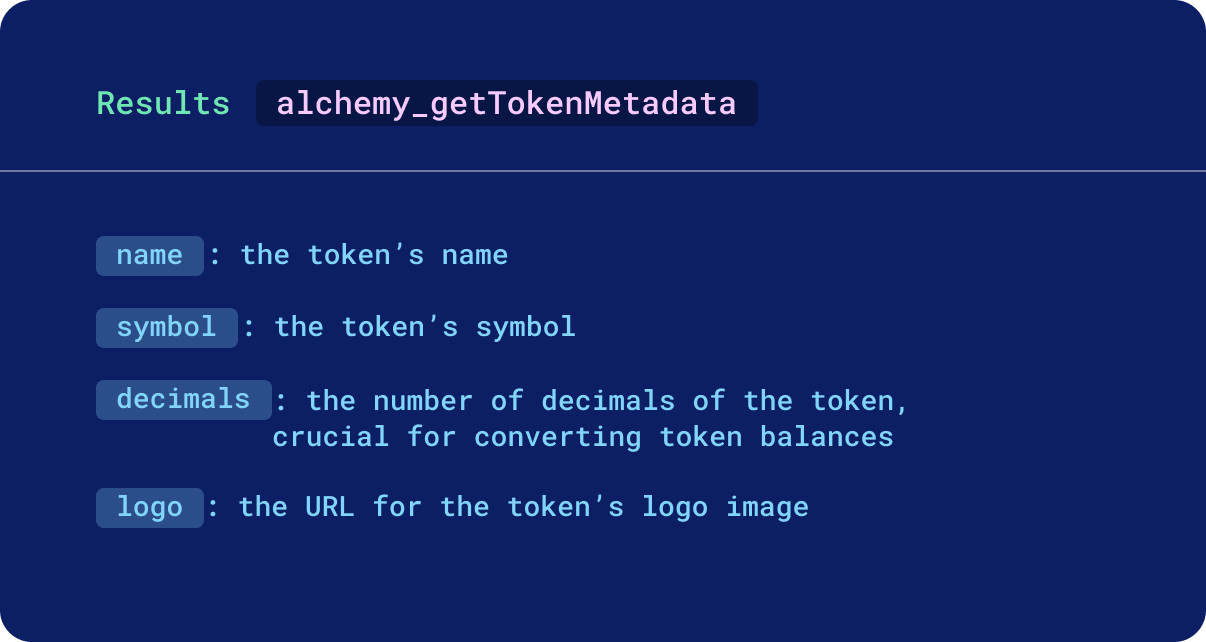 Results alchemy_getTokenMetadata
name : the token’s name
symbol : the token’s symbol
decimals : the number of decimals of the token,
crucial for converting token balances
logo : the URL for the token’s logo image